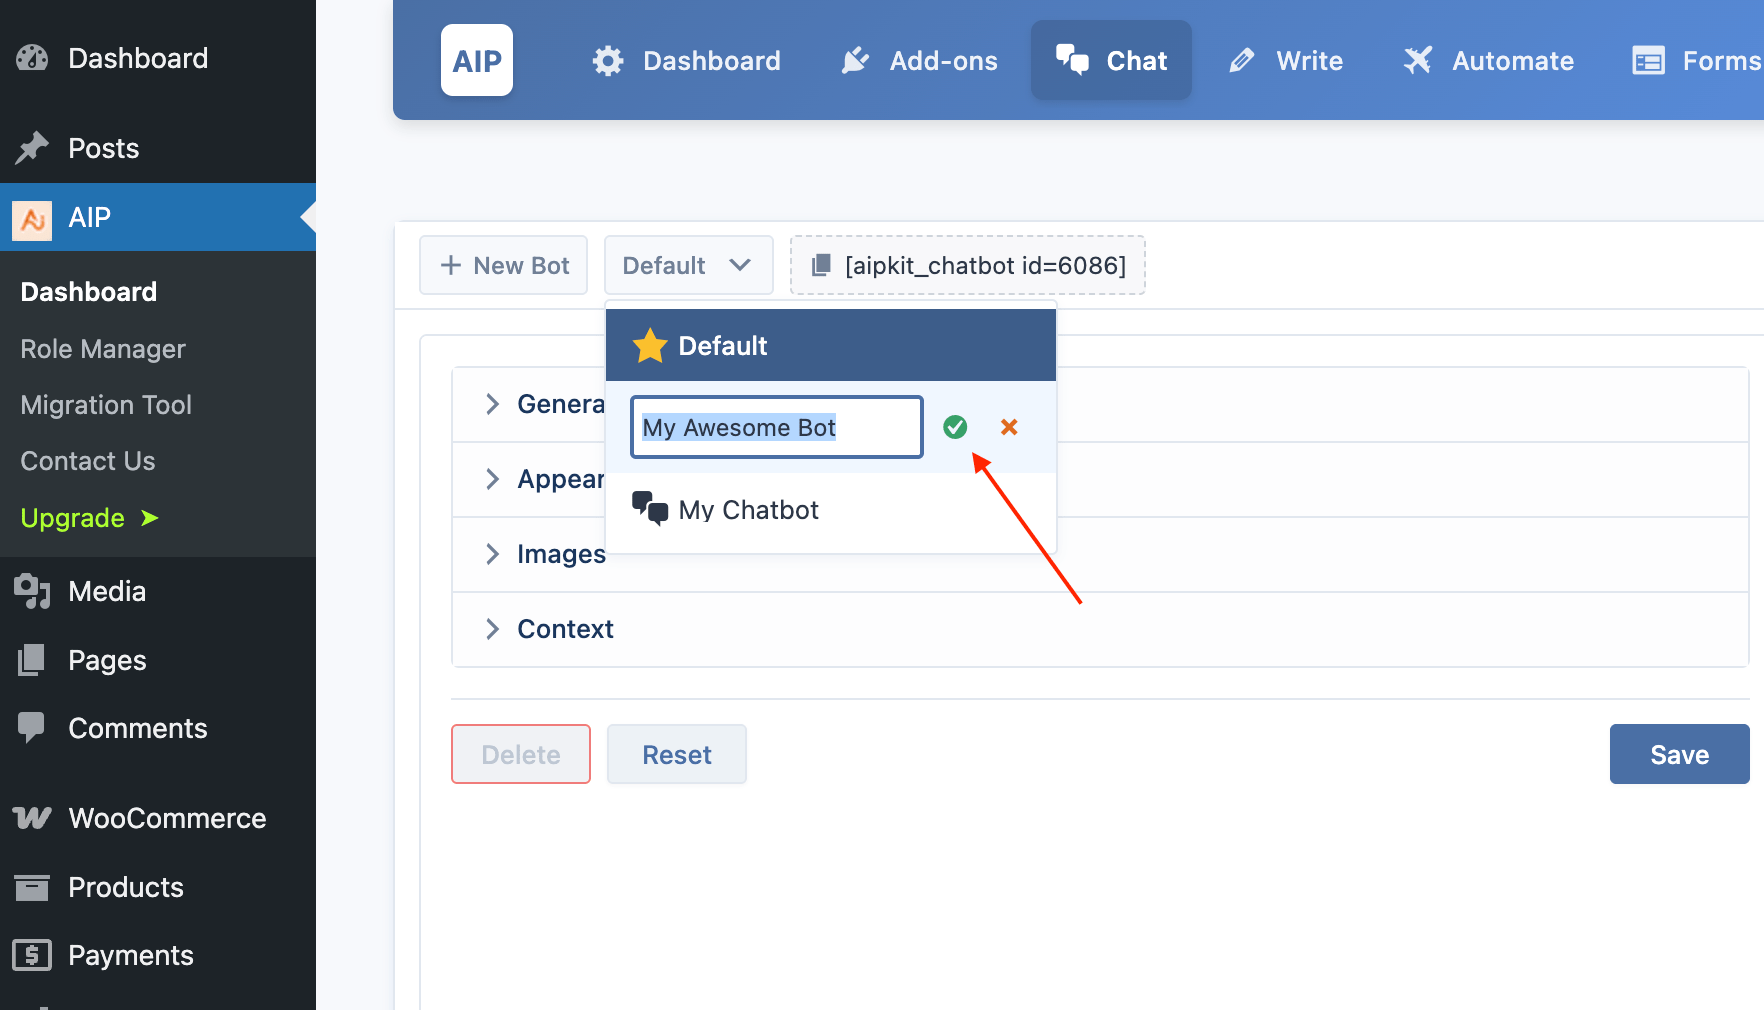 Dashboard
Posts
AIP
Dashboard
Role Manager
Migration Tool
Contact Us
Upgrade ➤
Media
Pages
Comments
WooCommerce
Products
Payments
AIP
Dashboard
Add-ons
Chat
Write
Automate
Forms
+ New Bot
Default
[aipkit_chatbot id=6086]
Default
My Awesome Bot
My Chatbot
Genera
Appear
Images
Context
Delete
Reset
Save